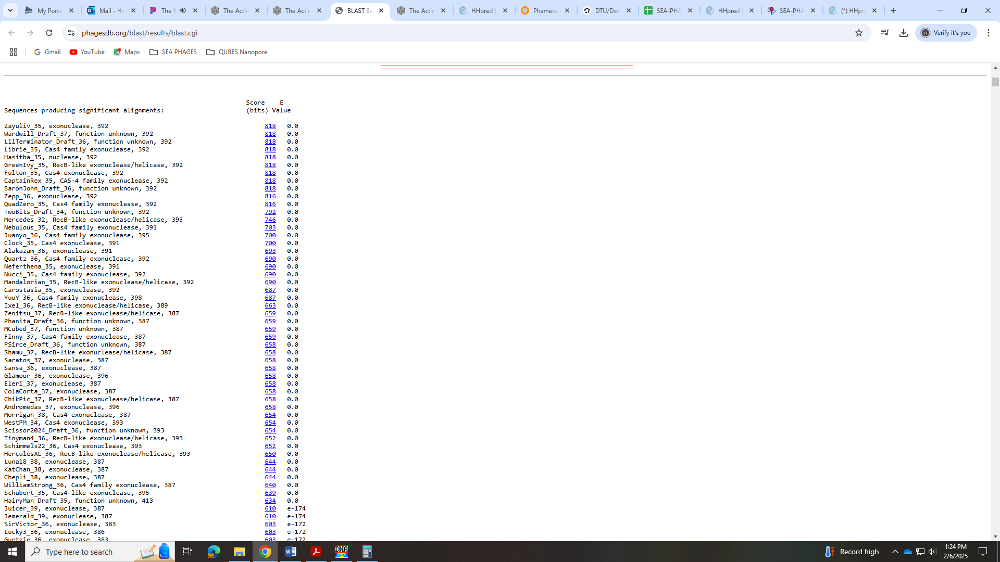 My Porta
Mail - Ho
The M
The Actin
The Actin
BLAST Se
The Actin
HHpred
Phamera
DTU/Dee
SEA-PHA
HHpred
SEA-PHA
(*) HHpre
phagesdb.org/blast/results/blast.cgi
Verify it's you
Gmail
YouTube
Maps
SEA PHAGES
QUBES Nanopore
Score E
Sequences producing significant alignments: (bits) Value
Zayuliv_35, exonuclease, 392 818 0.0
Wardwill_Draft_37, function unknown, 392 818 0.0
LilTerminator_Draft_36, function unknown, 392 818 0.0
Librie_35, Cas4 family exonuclease, 392 818 0.0
Hasitha_35, nuclease, 392 818 0.0
GreenIvy_35, RecB-like exonuclease/helicase, 392 818 0.0
Fulton_35, Cas4 exonuclease, 392 818 0.0
CaptainRex_35, CAS-4 family exonuclease, 392 818 0.0
BaronJohn_Draft_36, function unknown, 392 818 0.0
Zepp_36, exonuclease, 392 816 0.0
QuadZero_35, Cas4 family exonuclease, 392 816 0.0
TwoBits_Draft_34, function unknown, 392 792 0.0
Mercedes_32, RecB-like exonuclease/helicase, 393 746 0.0
Nebulous_35, Cas4 family exonuclease, 391 703 0.0
Juanyo_36, Cas4 family exonuclease, 395 700 0.0
Clock_35, Cas4 exonuclease, 391 700 0.0
Alakazam_36, exonuclease, 391 693 0.0
Quartz_36, Cas4 family exonuclease, 392 690 0.0
Neferthena_35, exonuclease, 391 690 0.0
Nucci_35, Cas4 family exonuclease, 392 690 0.0
Mandalorian_35, RecB-like exonuclease/helicase, 392 690 0.0
Carostasia_35, exonuclease, 392 687 0.0
YuuY_36, Cas4 family exonuclease, 398 687 0.0
Ixel_36, RecB-like exonuclease/helicase, 389 663 0.0
Zenitsu_37, RecB-like exonuclease/helicase, 387 659 0.0
Phanita_Draft_36, function unknown, 387 659 0.0
MCubed_37, function unknown, 387 659 0.0
Finny_37, Cas4 family exonuclease, 387 659 0.0
PSirce_Draft_36, function unknown, 387 658 0.0
Shamu_37, RecB-like exonuclease/helicase, 387 658 0.0
Saratos_37, exonuclease, 387 658 0.0
Sansa_36, exonuclease, 387 658 0.0
Glamour_36, exonuclease, 396 658 0.0
Eleri_37, exonuclease, 387 658 0.0
ColaCorta_37, exonuclease, 387 658 0.0
ChikPic_37, RecB-like exonuclease/helicase, 387 658 0.0
Andromedas_37, exonuclease, 396 658 0.0
Morrigan_38, Cas4 exonuclease, 387 654 0.0
WestPM_34, Cas4 exonuclease, 393 654 0.0
Scissor2024_Draft_36, function unknown, 393 654 0.0
Tinyman4_36, RecB-like exonuclease/helicase, 393 652 0.0
Schimmels22_36, Cas4 exonuclease, 393 652 0.0
HerculesXL_36, RecB-like exonuclease/helicase, 393 650 0.0
Luna18_38, exonuclease, 387 644 0.0
KatChan_38, exonuclease, 387 644 0.0
Chepli_38, exonuclease, 387 644 0.0
WilliamStrong_36, Cas4 family exonuclease, 387 640 0.0
Schubert_35, Cas4-like exonuclease, 395 639 0.0
HairyMan_Draft_35, function unknown, 413 634 0.0
Juicer_39, exonuclease, 387 610 e-174
Jemerald_39, exonuclease, 387 610 e-174
SirVictor_36, exonuclease, 383 603 e-172
Lucky3_36, exonuclease, 386 603 e-172
Guetzie_36, exonuclease, 383 603 e-172
Type here to search
DNA
Record high
1:24 PM
2/6/2025